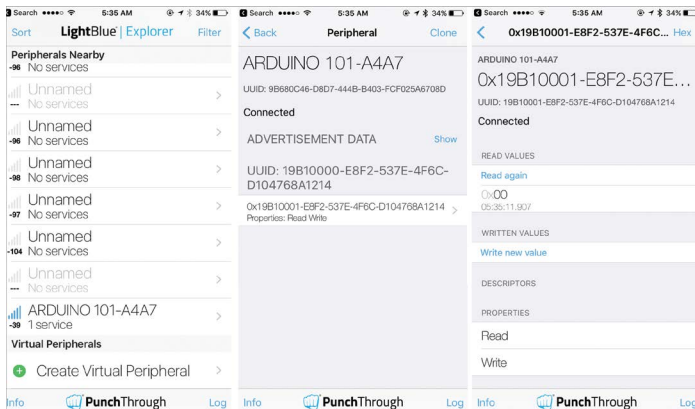 Search 5:35 AM 34%
Sort LightBlue | Explorer Filter
Peripherals Nearby
-96 No services
Unnamed
--- No services
Unnamed
-96 No services
Unnamed
-98 No services
Unnamed
-97 No services
Unnamed
-104 No services
Unnamed
--- No services
ARDUINO 101-A4A7
-39 1 service
Virtual Peripherals
Create Virtual Peripheral
Info PunchThrough Log
Search 5:35 AM 34%
Back Peripheral Clone
ARDUINO 101-A4A7
UUID: 9B680C46-D8D7-444B-B403-FCF025A6708D
Connected
ADVERTISEMENT DATA Show
UUID: 19B10000-E8F2-537E-4F6C-
D104768A1214
0x19B10001-E8F2-537E-4F6C-D104768A1214
Properties: Read Write
Info PunchThrough Log
Search 5:35 AM 34%
0x19B10001-E8F2-537E-4F6C... Hex
ARDUINO 101-A4A7
0x19B10001-E8F2-537E...
UUID: 19B10001-E8F2-537E-4F6C-D104768A1214
Connected
READ VALUES
Read again
0x00
05:35:11.907
WRITTEN VALUES
Write new value
DESCRIPTORS
PROPERTIES
Read
Write
Info PunchThrough Log